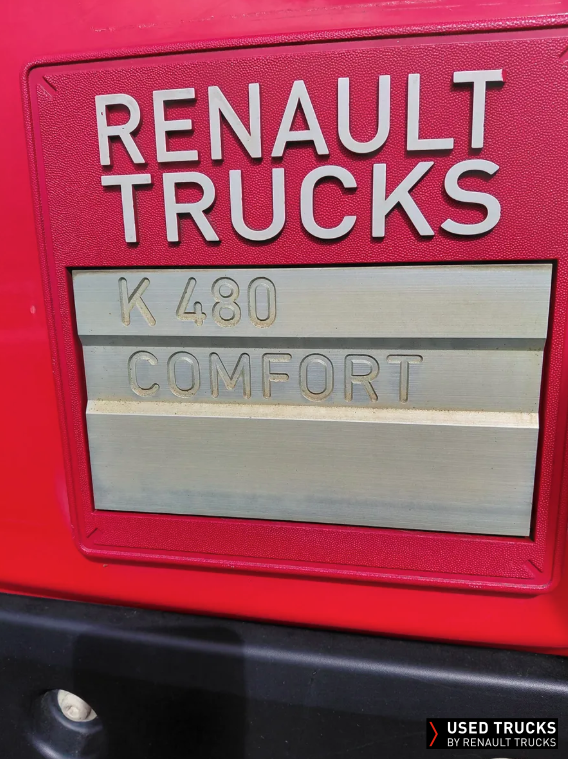 RENAULT
TRUCKS
K 480
COMFORT
USED TRUCKS
BY RENAULT TRUCKS